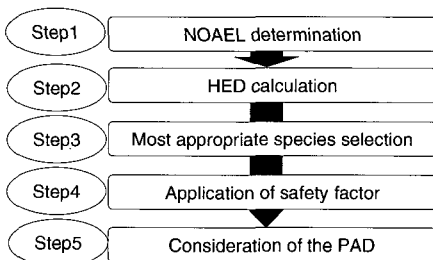 Step1 NOAEL determination
Step2 HED calculation
Step3 Most appropriate species selection
Step4 Application of safety factor
Step5 Consideration of the PAD